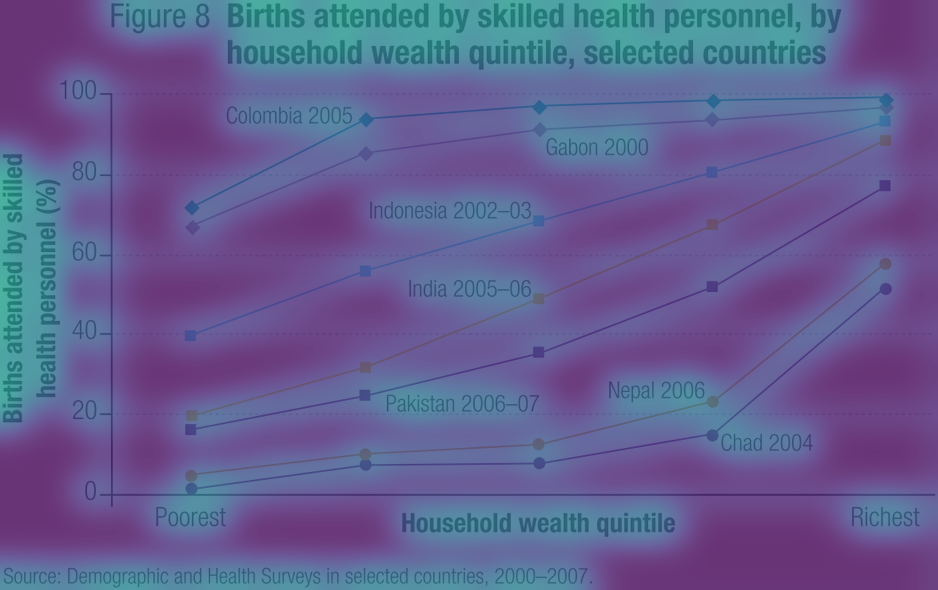 Figure 8 Births attended by skilled health personnel, by
household wealth quintile, selected countries
Births attended by skilled
health personnel (%)
100
80
60
40
20
0
Colombia 2005
Gabon 2000
Indonesia 2002–03
India 2005–06
Pakistan 2006–07
Nepal 2006
Chad 2004
Poorest
Household wealth quintile
Richest
Source: Demographic and Health Surveys in selected countries, 2000–2007.